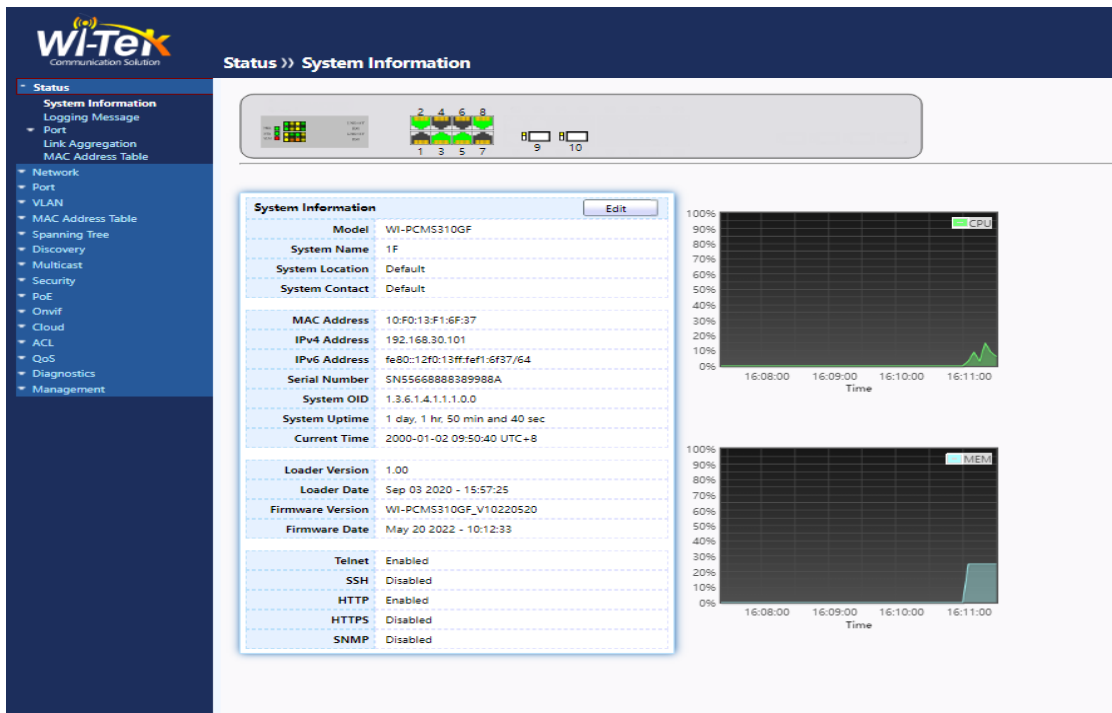 Wi-Tek
Communication Solution
Status >> System Information
Status
System Information
Logging Message
Port
Link Aggregation
MAC Address Table
Network
Port
VLAN
MAC Address Table
Spanning Tree
Discovery
Multicast
Security
PoE
Onvif
Cloud
ACL
QoS
Diagnostics
Management
2 4 6 8
1 3 5 7
9 10
System Information Edit
Model WI-PCMS310GF
System Name 1F
System Location Default
System Contact Default
MAC Address 10:F0:13:F1:6F:37
IPv4 Address 192.168.30.101
IPv6 Address fe80::12f0:13ff:fef1:6f37/64
Serial Number SN55668888389988A
System OID 1.3.6.1.4.1.1.1.0.0
System Uptime 1 day, 1 hr, 50 min and 40 sec
Current Time 2000-01-02 09:50:40 UTC+8
Loader Version 1.00
Loader Date Sep 03 2020 - 15:57:25
Firmware Version WI-PCMS310GF_V10220520
Firmware Date May 20 2022 - 10:12:33
Telnet Enabled
SSH Disabled
HTTP Enabled
HTTPS Disabled
SNMP Disabled
100%
90%
80%
70%
60%
50%
40%
30%
20%
10%
0%
CPU
16:08:00 16:09:00 16:10:00 16:11:00
Time
100%
90%
80%
70%
60%
50%
40%
30%
20%
10%
0%
MEM
16:08:00 16:09:00 16:10:00 16:11:00
Time